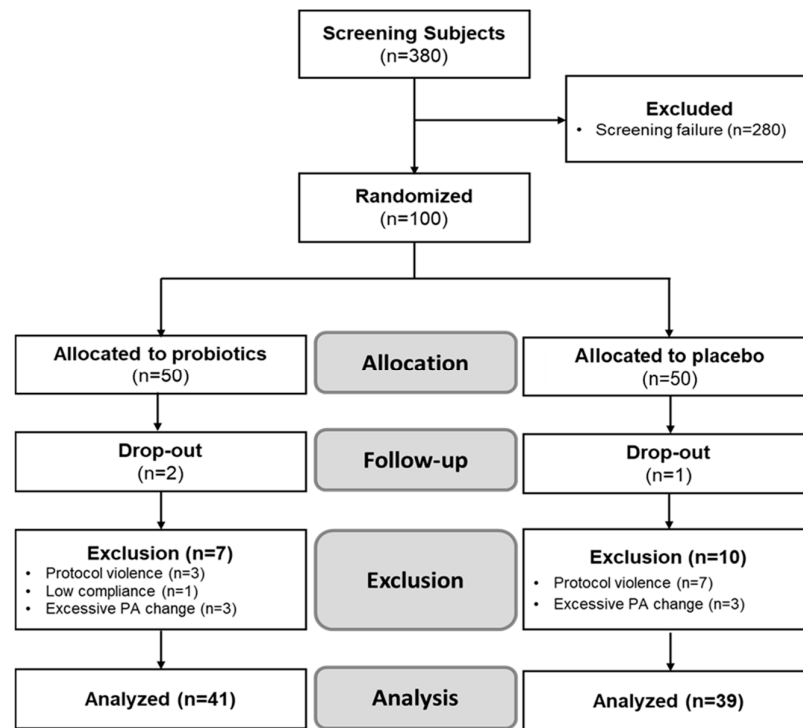 Screening Subjects
(n=380)
Excluded
• Screening failure (n=280)
Randomized
(n=100)
Allocated to probiotics
(n=50)
Allocation
Allocated to placebo
(n=50)
Drop-out
(n=2)
Follow-up
Drop-out
(n=1)
Exclusion (n=7)
• Protocol violence (n=3)
• Low compliance (n=1)
• Excessive PA change (n=3)
Exclusion
Exclusion (n=10)
• Protocol violence (n=7)
• Excessive PA change (n=3)
Analyzed (n=41)
Analysis
Analyzed (n=39)